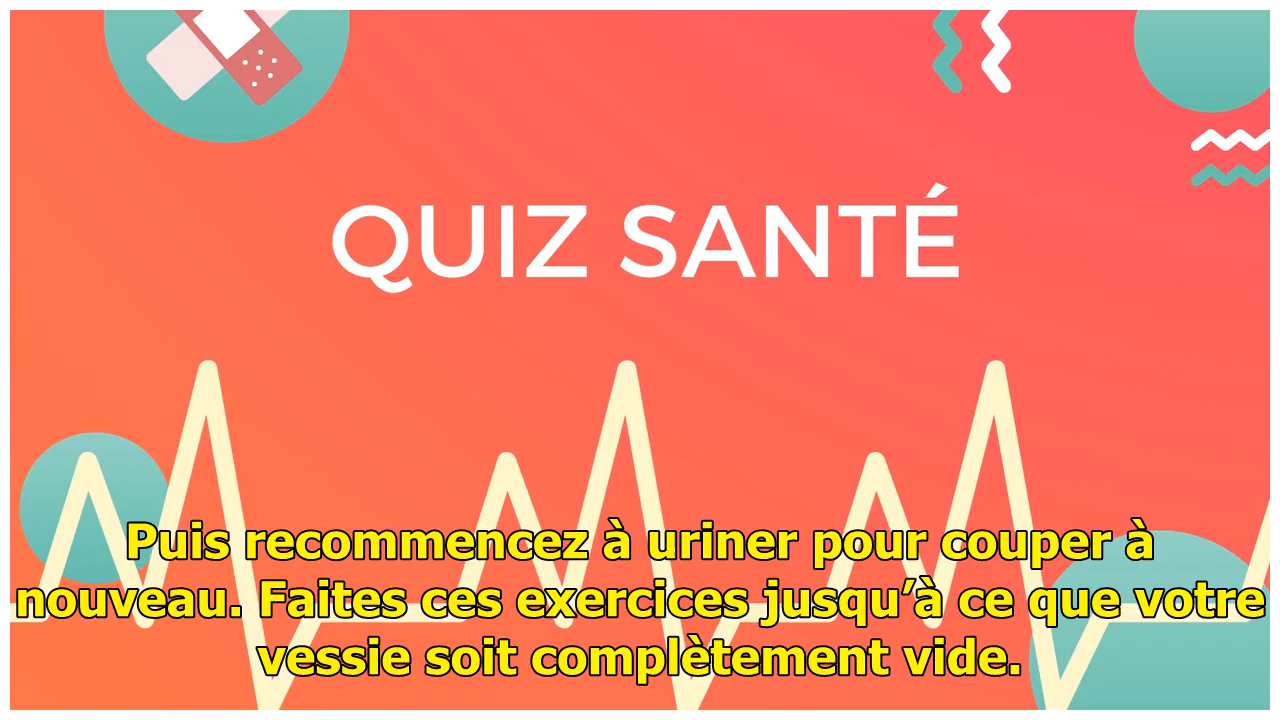 QUIZ SANTÉ
Puis recommencez à uriner pour couper à
nouveau. Faites ces exercices jusqu’à ce que votre
vessie soit complètement vide.